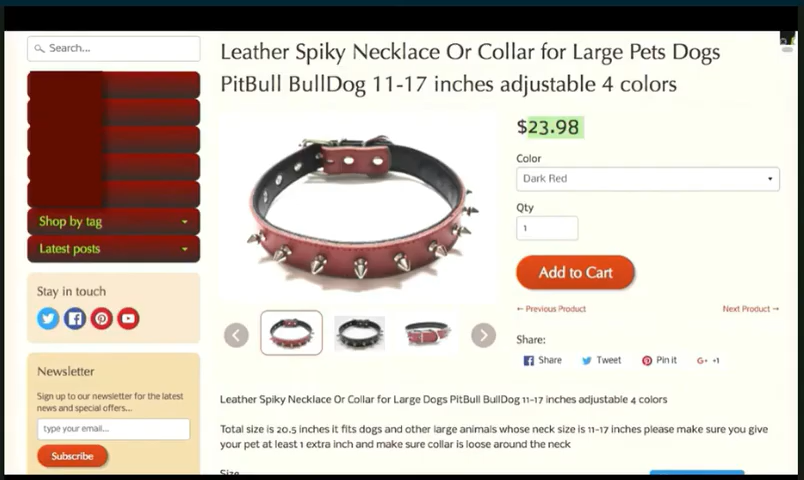 Search...
Leather Spiky Necklace Or Collar for Large Pets Dogs
PitBull BullDog 11-17 inches adjustable 4 colors
$23.98
Color
Dark Red
Qty
1
Add to Cart
← Previous Product
Next Product →
Share:
Share
Tweet
Pin it
G+ +1
Shop by tag
Latest posts
Stay in touch
Newsletter
Sign up to our newsletter for the latest
news and special offers...
type your email...
Subscribe
Leather Spiky Necklace Or Collar for Large Dogs PitBull BullDog 11-17 inches adjustable 4 colors
Total size is 20.5 inches it fits dogs and other large animals whose neck size is 11-17 inches please make sure you give
your pet at least 1 extra inch and make sure collar is loose around the neck
Size